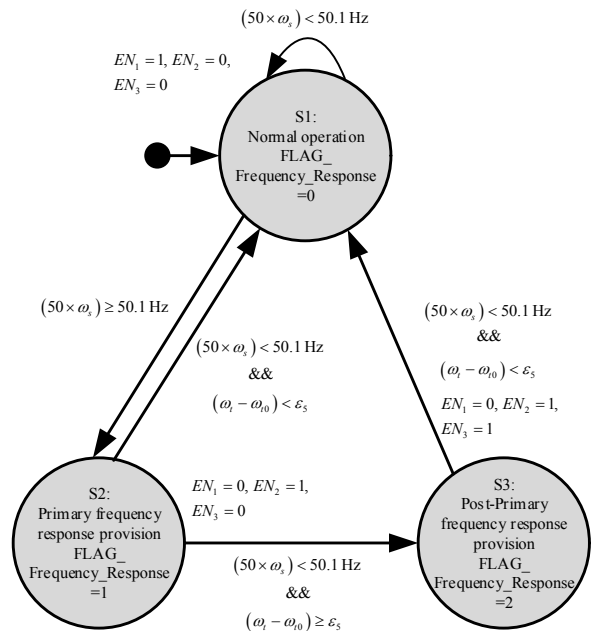 (50×ωₛ) < 50.1 Hz
EN₁ = 1, EN₂ = 0,
EN₃ = 0
S1:
Normal operation
FLAG_
Frequency_Response
=0
(50×ωₛ) ≥ 50.1 Hz
(50×ωₛ) < 50.1 Hz
&&
(ωₜ − ωₜ₀) < ε₅
(50×ωₛ) < 50.1 Hz
&&
(ωₜ − ωₜ₀) < ε₅
EN₁ = 0, EN₂ = 1,
EN₃ = 1
S2:
Primary frequency
response provision
FLAG_
Frequency_Response
=1
EN₁ = 0, EN₂ = 1,
EN₃ = 0
(50×ωₛ) < 50.1 Hz
&&
(ωₜ − ωₜ₀) ≥ ε₅
S3:
Post-Primary
frequency response
provision
FLAG_
Frequency_Response
=2